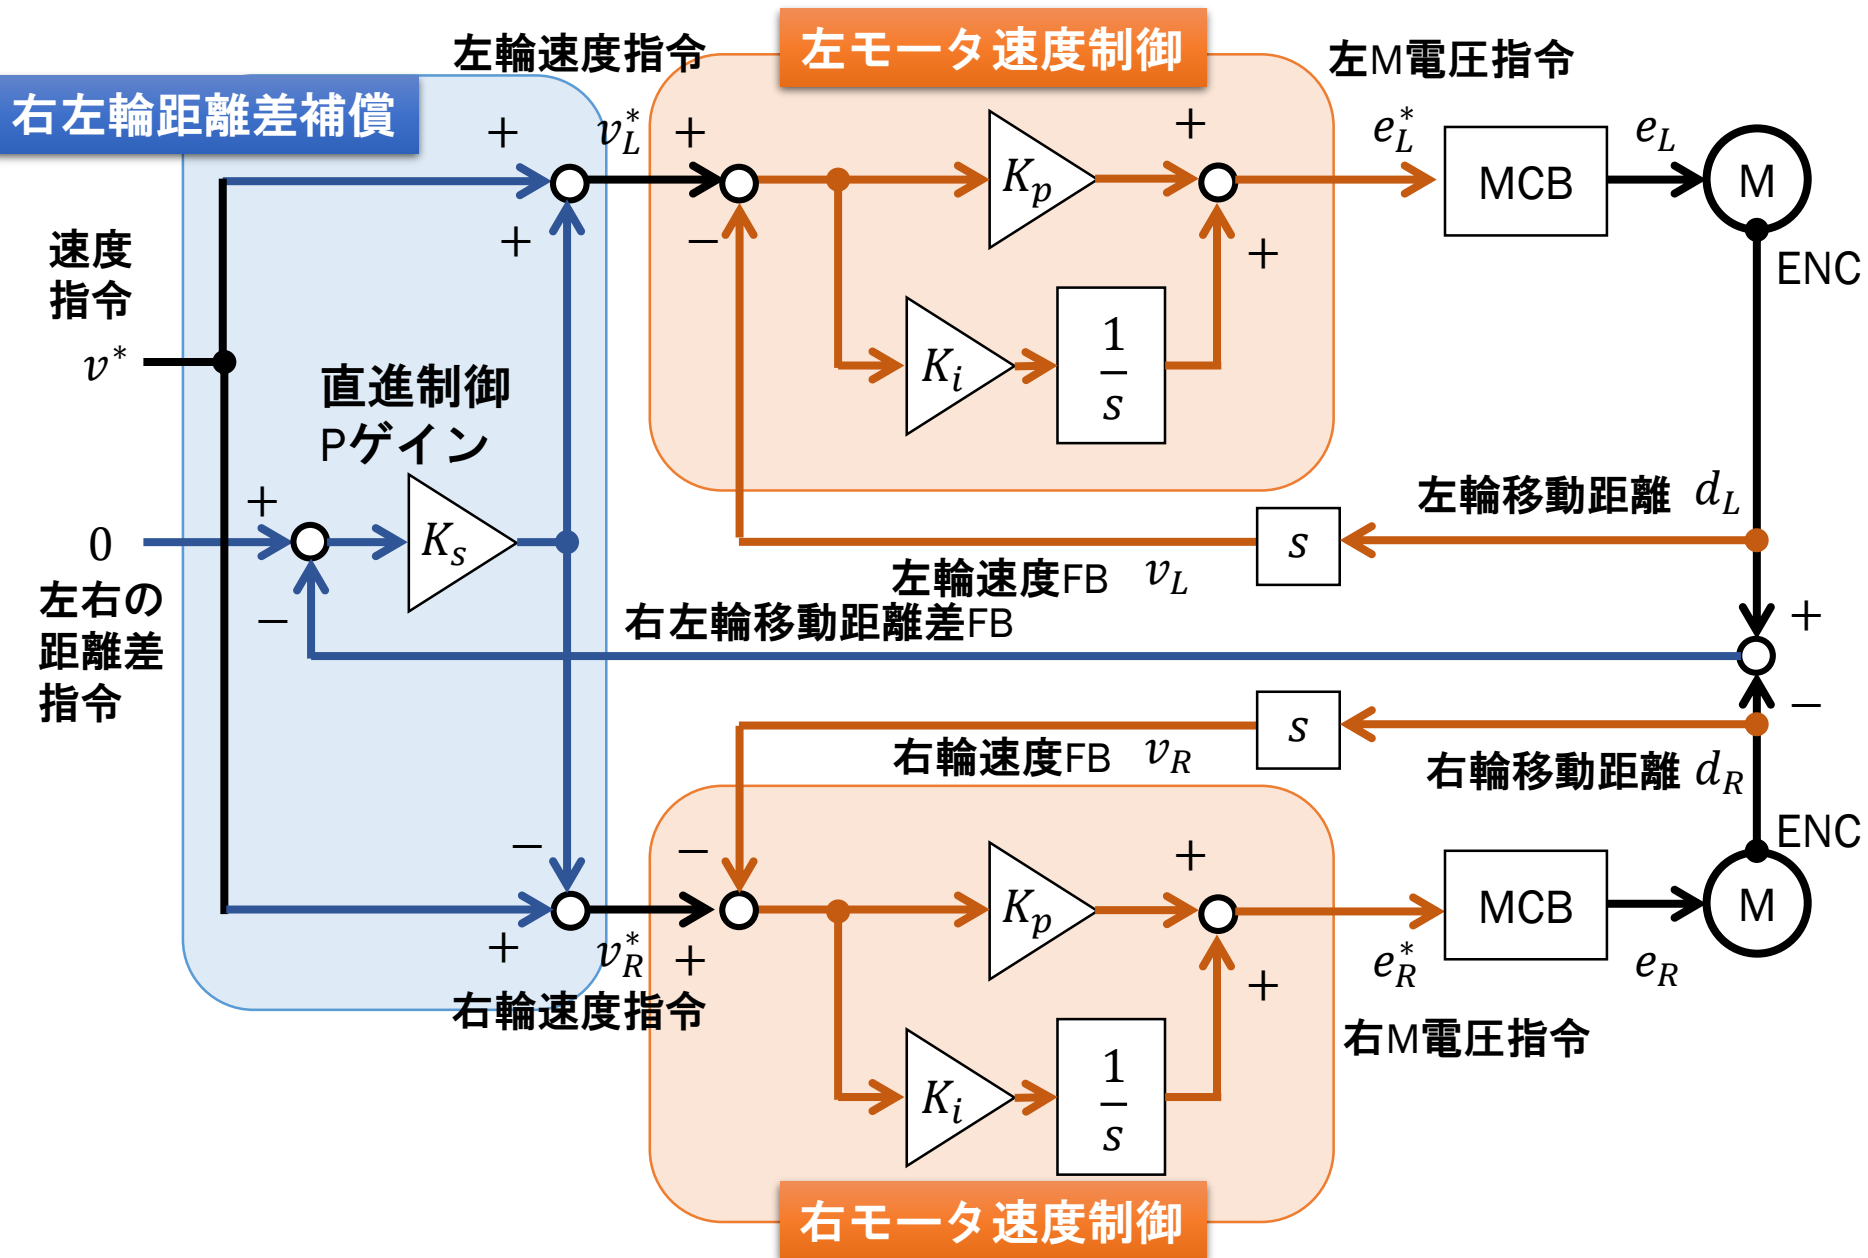 左モータ速度制御
左輪速度指令
左M電圧指令
右左輪距離差補償
+
v_L^*
+
+
e_L^*
MCB
e_L
M
K_p
+
−
+
ENC
速度
指令
v^*
直進制御
Pゲイン
K_i
1
s
+
K_s
0
−
左右の
距離差
指令
左輪移動距離 d_L
s
左輪速度FB v_L
右左輪移動距離差FB
+
−
s
右輪速度FB v_R
右輪移動距離 d_R
ENC
−
−
+
K_p
MCB
M
+
v_R^*
+
+
e_R^*
e_R
右輪速度指令
右M電圧指令
K_i
1
s
右モータ速度制御